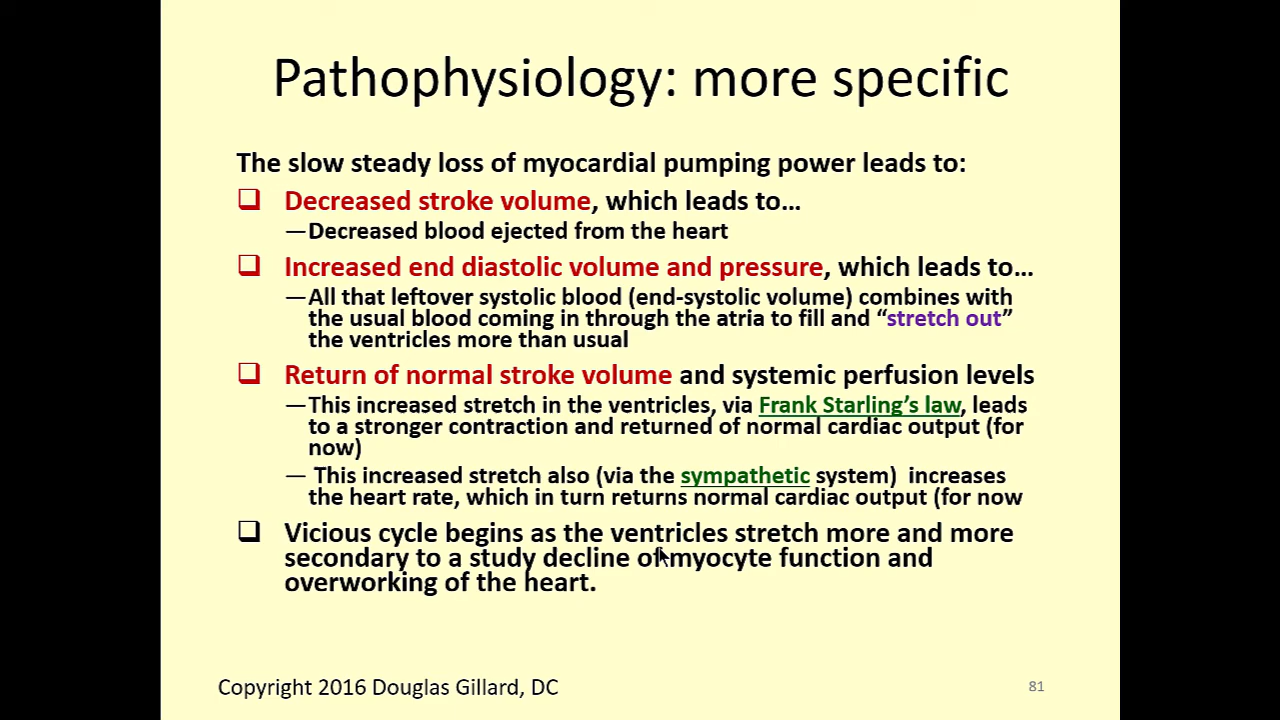 Pathophysiology: more specific
The slow steady loss of myocardial pumping power leads to:
❑ Decreased stroke volume, which leads to…
—Decreased blood ejected from the heart
❑ Increased end diastolic volume and pressure, which leads to…
—All that leftover systolic blood (end-systolic volume) combines with
the usual blood coming in through the atria to fill and “stretch out”
the ventricles more than usual
❑ Return of normal stroke volume and systemic perfusion levels
—This increased stretch in the ventricles, via Frank Starling’s law, leads
to a stronger contraction and returned of normal cardiac output (for
now)
— This increased stretch also (via the sympathetic system) increases
the heart rate, which in turn returns normal cardiac output (for now
❑ Vicious cycle begins as the ventricles stretch more and more
secondary to a study decline of myocyte function and
overworking of the heart.
Copyright 2016 Douglas Gillard, DC
81